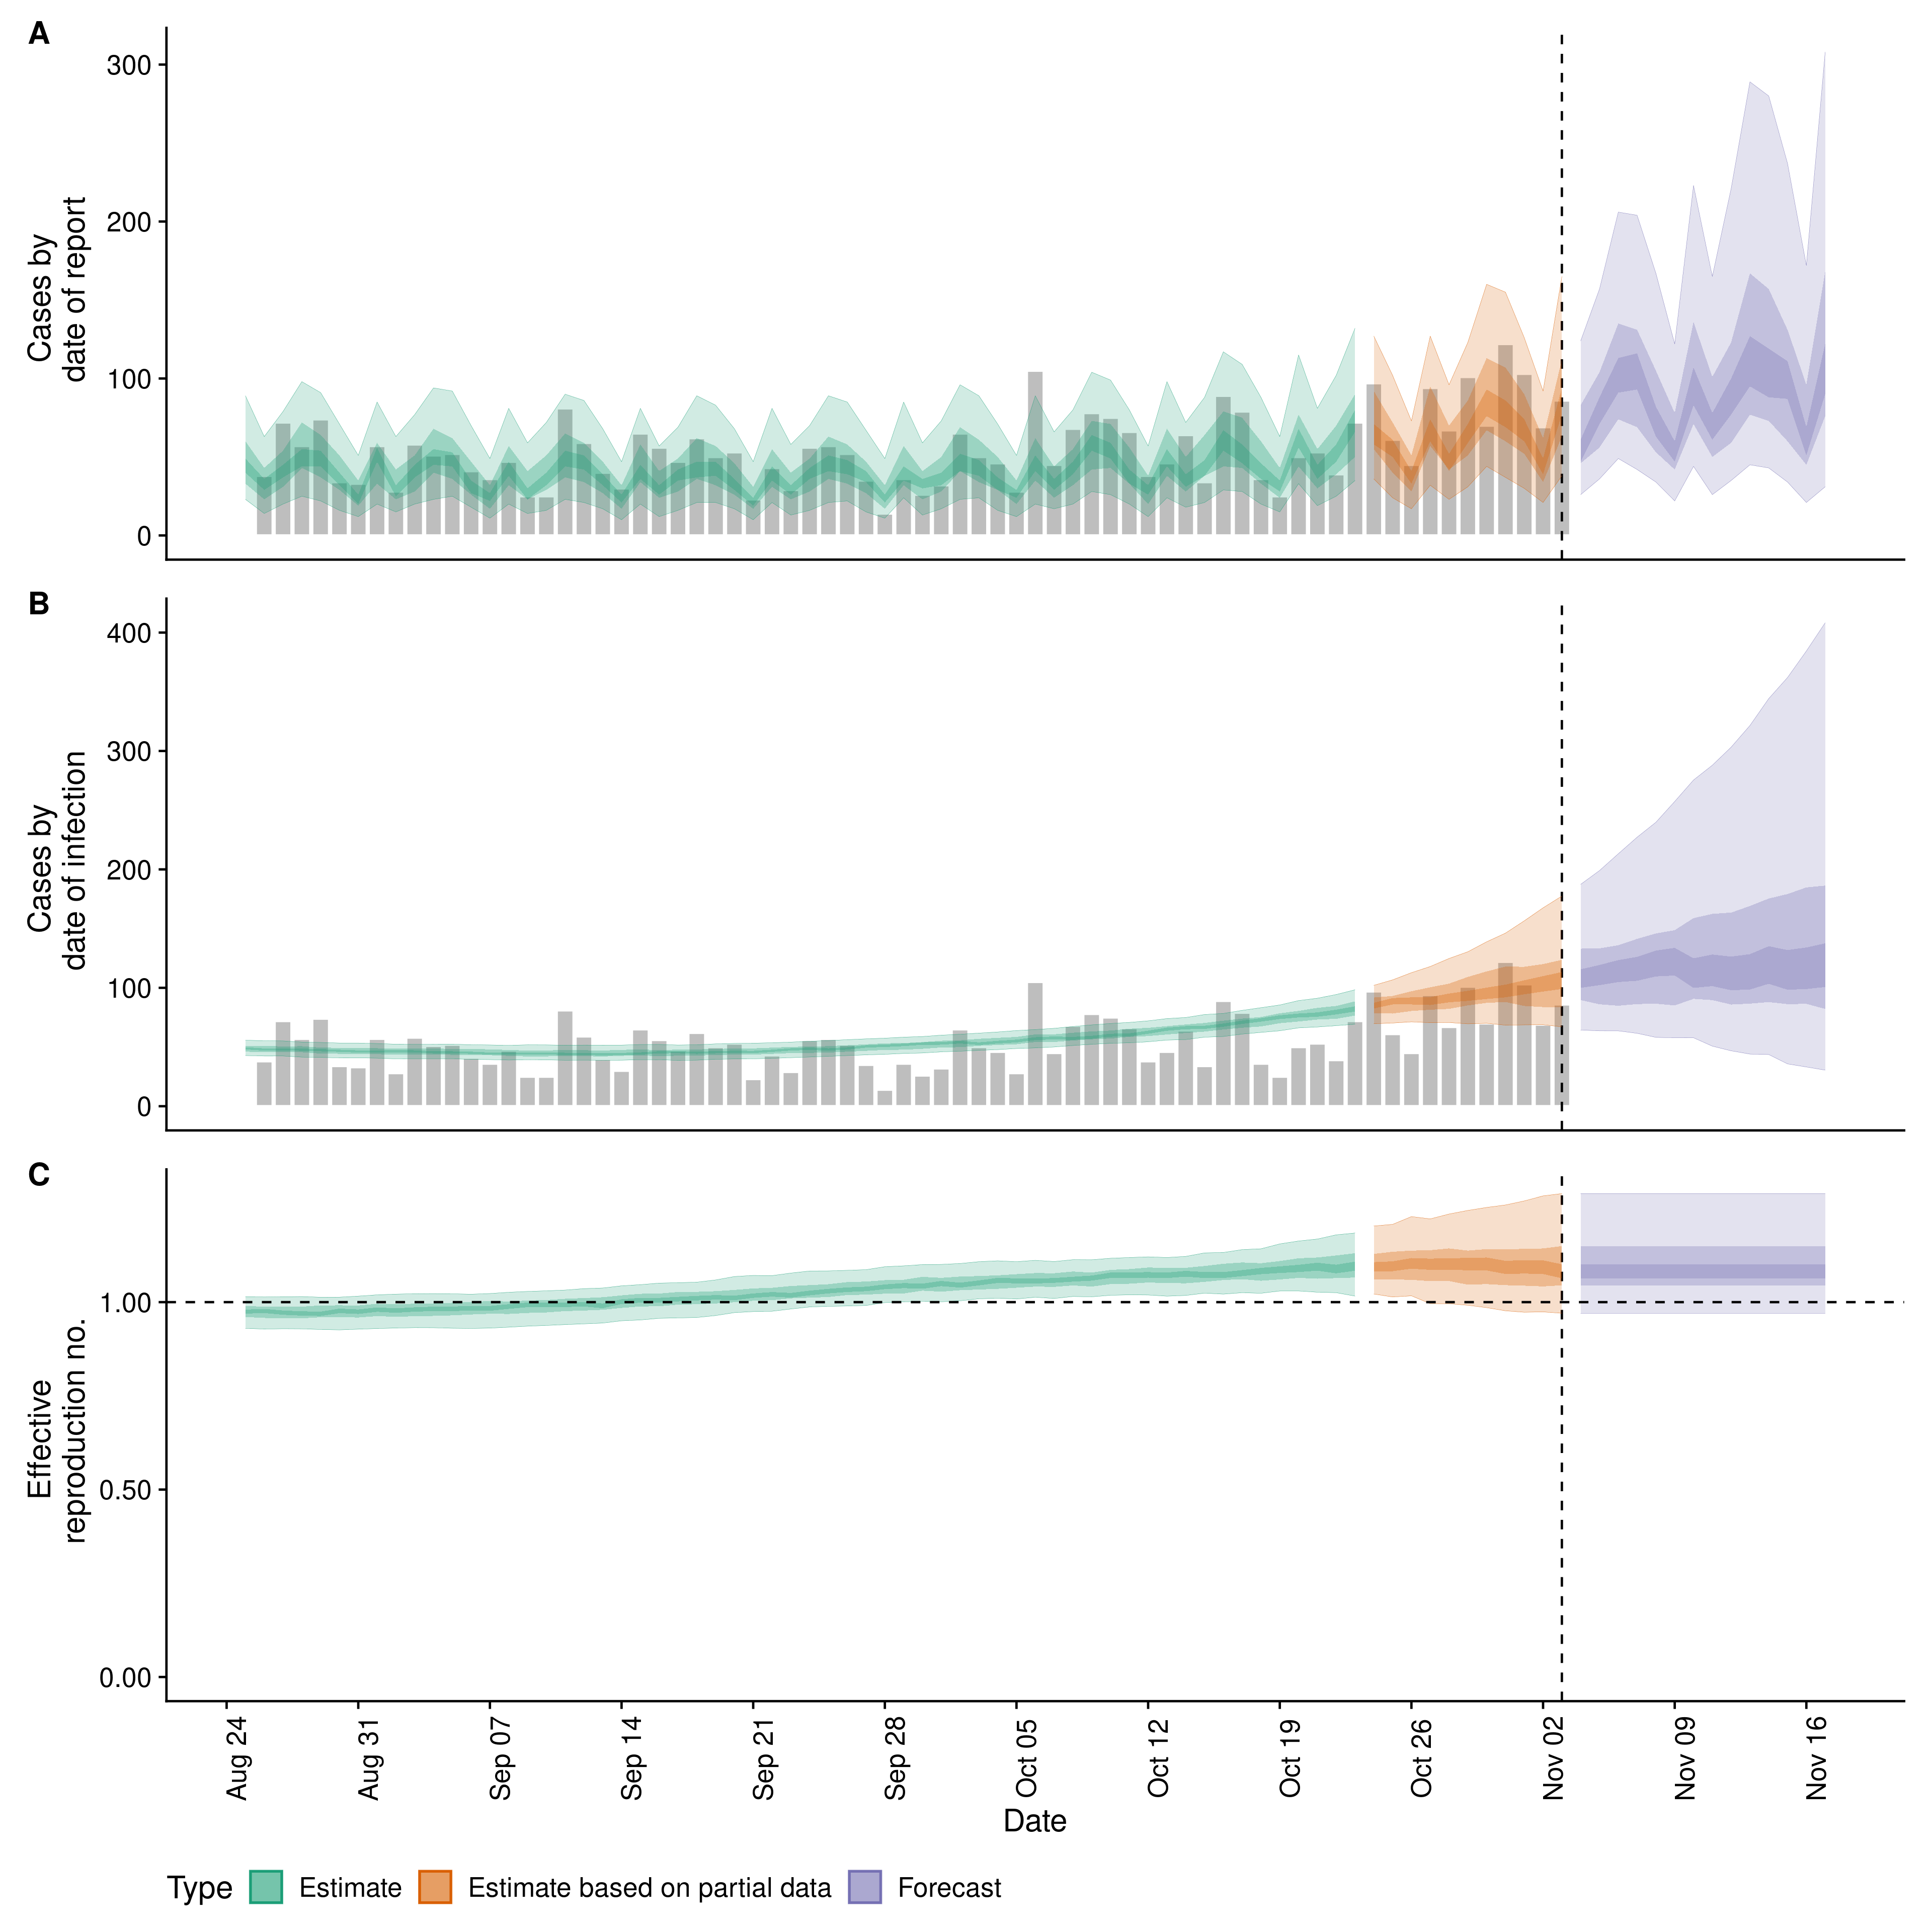 A
300
200
100
0
Cases by
date of report
B
400
300
200
100
0
Cases by
date of infection
C
1.00
0.50
0.00
Effective
reproduction no.
Aug 24
Aug 31
Sep 07
Sep 14
Sep 21
Sep 28
Oct 05
Oct 12
Oct 19
Oct 26
Nov 02
Nov 09
Nov 16
Date
Type Estimate Estimate based on partial data Forecast